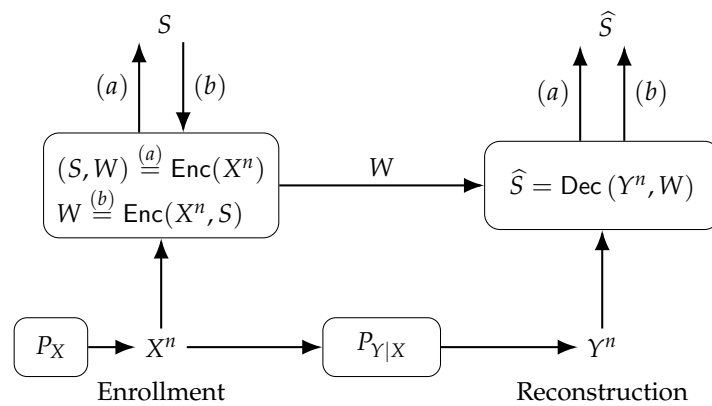 S Ŝ
(a) (b) (a) (b)
(S, W) (a)= Enc(Xⁿ)
W (b)= Enc(Xⁿ, S)
W
Ŝ = Dec (Yⁿ, W)
P_X Xⁿ P_{Y|X} Yⁿ
Enrollment Reconstruction